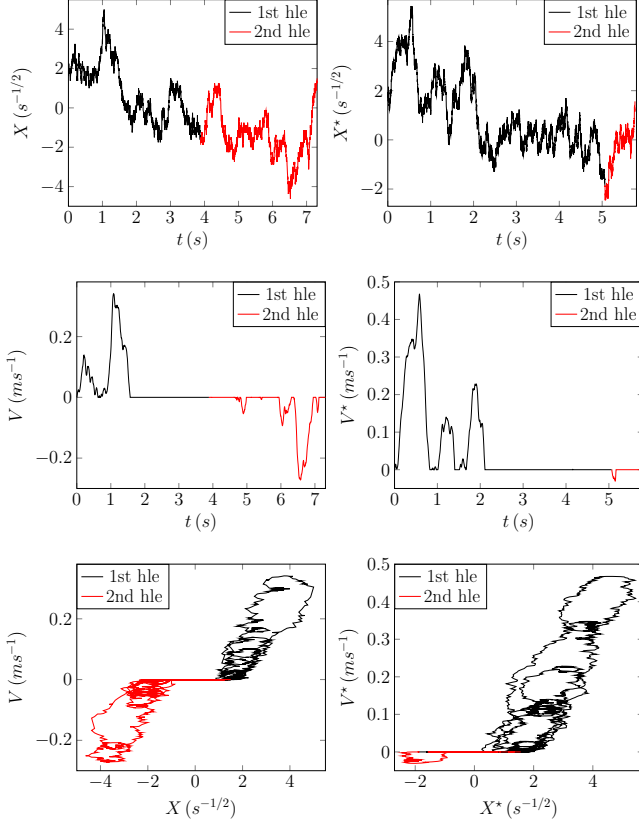 1st hle
2nd hle
4
2
0
−2
−4
X (s^{-1/2})
0 1 2 3 4 5 6 7
t (s)
1st hle
2nd hle
4
2
0
−2
X⋆ (s^{-1/2})
0 1 2 3 4 5
t (s)
1st hle
2nd hle
0.2
0
−0.2
V (ms^{-1})
0 1 2 3 4 5 6 7
t (s)
1st hle
2nd hle
0.5
0.4
0.3
0.2
0.1
0
V⋆ (ms^{-1})
0 1 2 3 4 5
t (s)
1st hle
2nd hle
0.2
0
−0.2
V (ms^{-1})
−4 −2 0 2 4
X (s^{-1/2})
1st hle
2nd hle
0.5
0.4
0.3
0.2
0.1
0
V⋆ (ms^{-1})
−2 0 2 4
X⋆ (s^{-1/2})